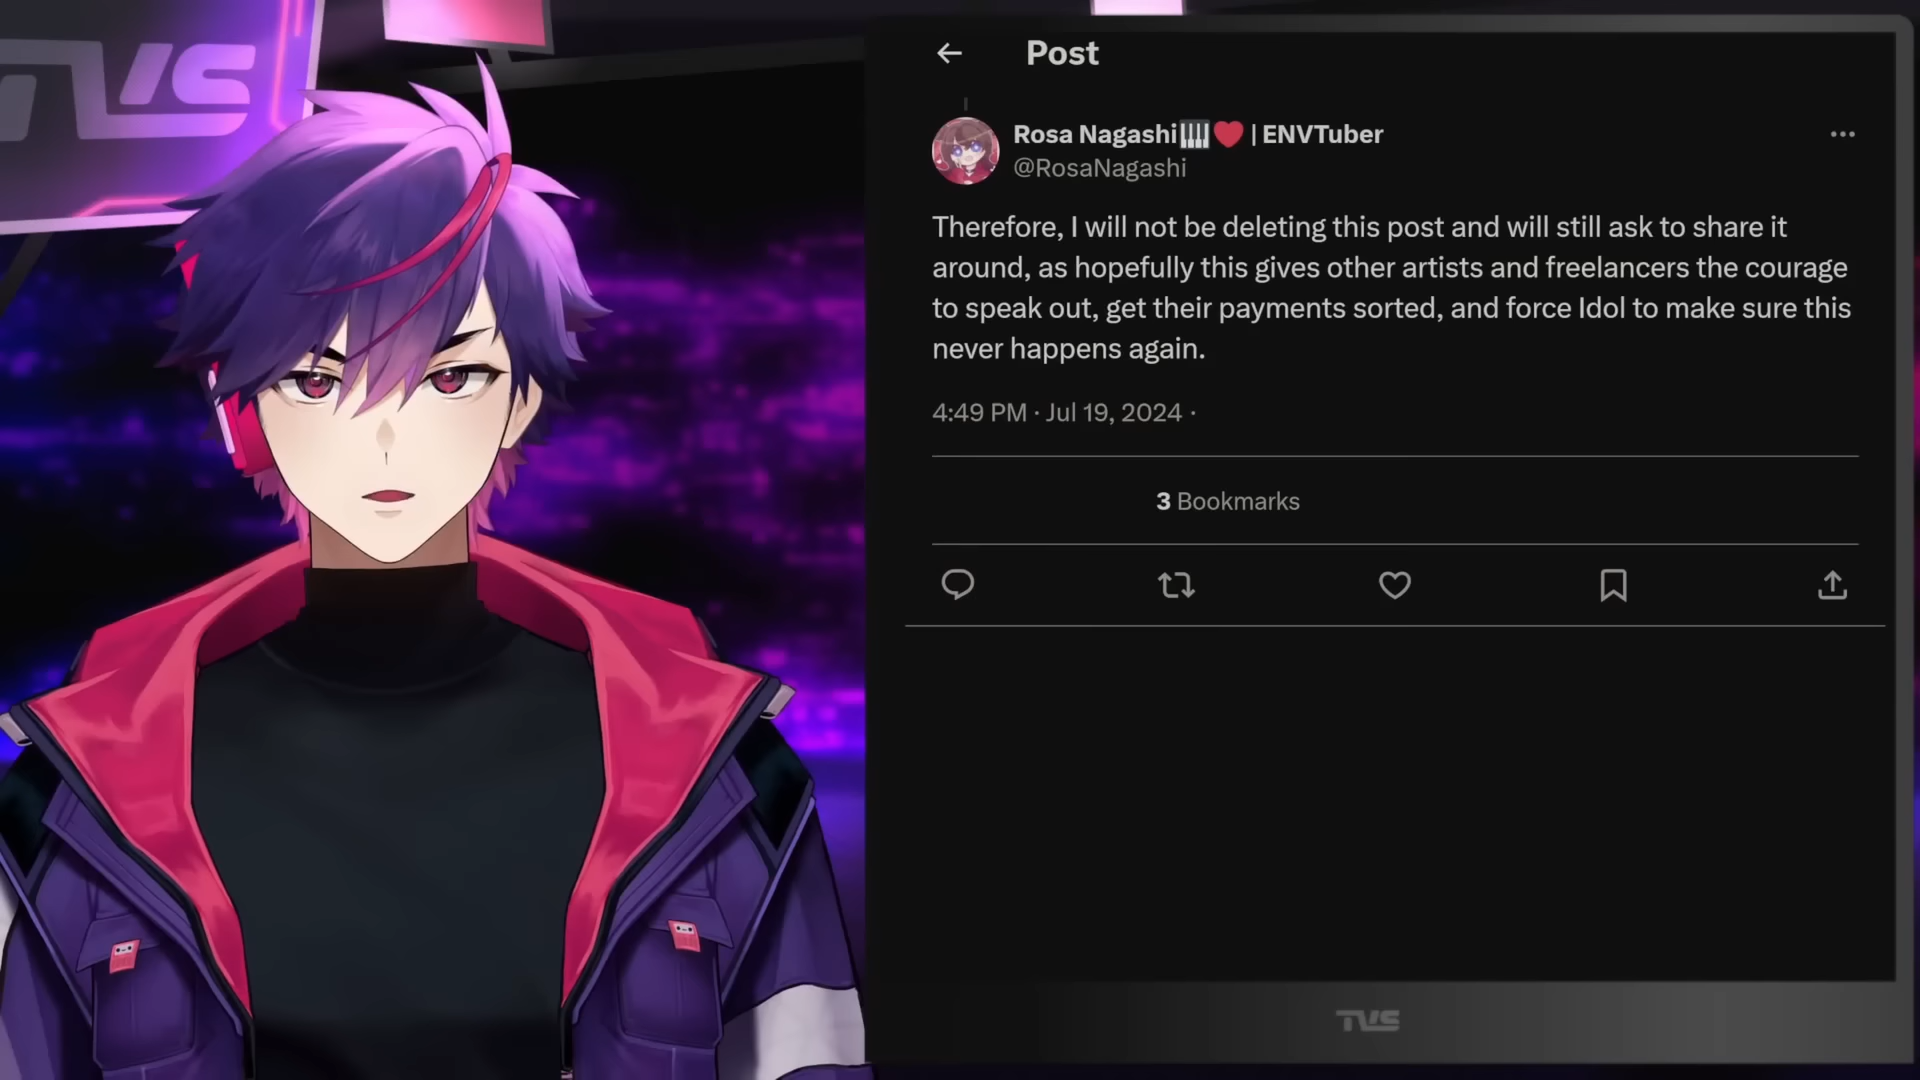 TVS
Post
Rosa Nagashi🎹❤️ | ENVTuber
@RosaNagashi
Therefore, I will not be deleting this post and will still ask to share it
around, as hopefully this gives other artists and freelancers the courage
to speak out, get their payments sorted, and force Idol to make sure this
never happens again.
4:49 PM · Jul 19, 2024 ·
3 Bookmarks
TVS